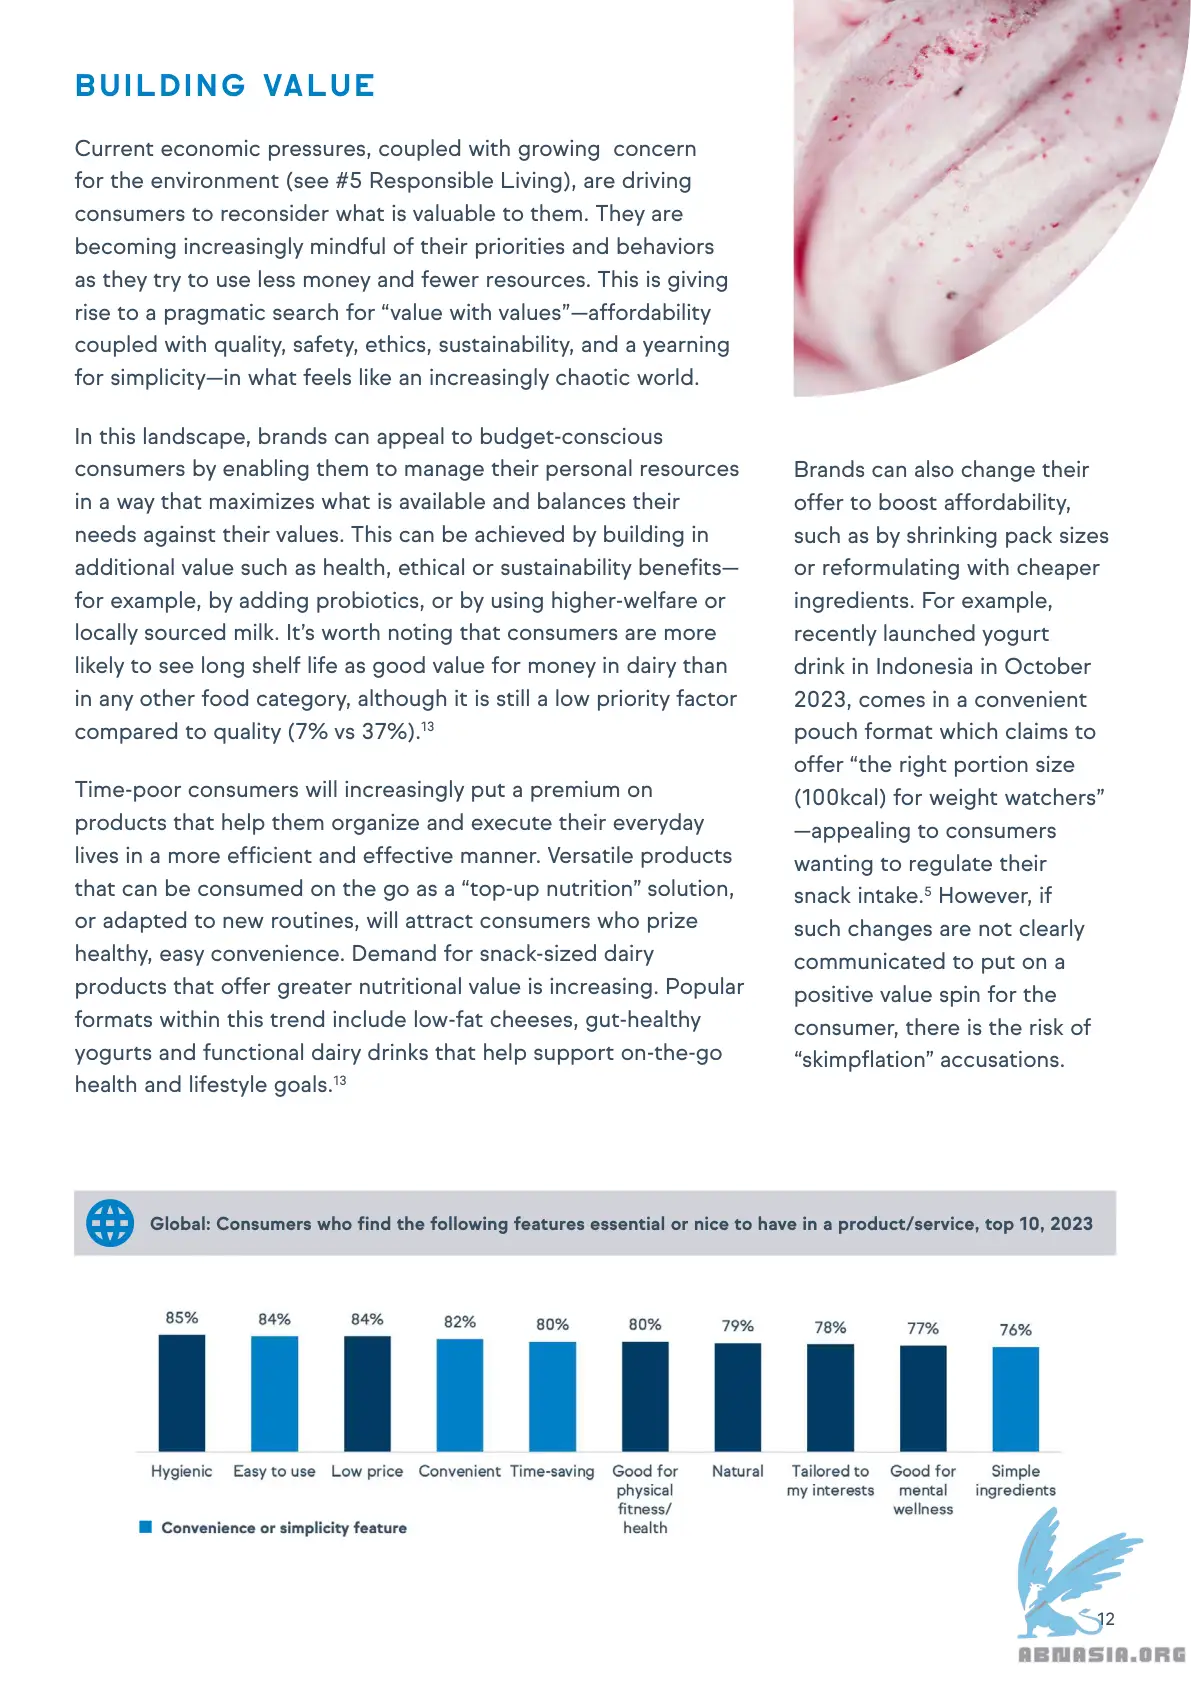 BUILDING VALUE
Current economic pressures, coupled with growing  concern
for the environment (see #5 Responsible Living), are driving
consumers to reconsider what is valuable to them. They are
becoming increasingly mindful of their priorities and behaviors
as they try to use less money and fewer resources. This is giving
rise to a pragmatic search for “value with values”—affordability
coupled with quality, safety, ethics, sustainability, and a yearning
for simplicity—in what feels like an increasingly chaotic world.
In this landscape, brands can appeal to budget-conscious
consumers by enabling them to manage their personal resources
in a way that maximizes what is available and balances their
needs against their values. This can be achieved by building in
additional value such as health, ethical or sustainability benefits—
for example, by adding probiotics, or by using higher-welfare or
locally sourced milk. It’s worth noting that consumers are more
likely to see long shelf life as good value for money in dairy than
in any other food category, although it is still a low priority factor
compared to quality (7% vs 37%).¹³
Time-poor consumers will increasingly put a premium on
products that help them organize and execute their everyday
lives in a more efficient and effective manner. Versatile products
that can be consumed on the go as a “top-up nutrition” solution,
or adapted to new routines, will attract consumers who prize
healthy, easy convenience. Demand for snack-sized dairy
products that offer greater nutritional value is increasing. Popular
formats within this trend include low-fat cheeses, gut-healthy
yogurts and functional dairy drinks that help support on-the-go
health and lifestyle goals.¹³
Brands can also change their
offer to boost affordability,
such as by shrinking pack sizes
or reformulating with cheaper
ingredients. For example,
recently launched yogurt
drink in Indonesia in October
2023, comes in a convenient
pouch format which claims to
offer “the right portion size
(100kcal) for weight watchers”
—appealing to consumers
wanting to regulate their
snack intake.⁵ However, if
such changes are not clearly
communicated to put on a
positive value spin for the
consumer, there is the risk of
“skimpflation” accusations.
Global: Consumers who find the following features essential or nice to have in a product/service, top 10, 2023
85% 84% 84% 82% 80% 80% 79% 78% 77% 76%
Hygienic Easy to use Low price Convenient Time-saving Good for Natural Tailored to Good for Simple
physical my interests mental ingredients
fitness/ wellness
health
Convenience or simplicity feature
12
ABNASIA.ORG